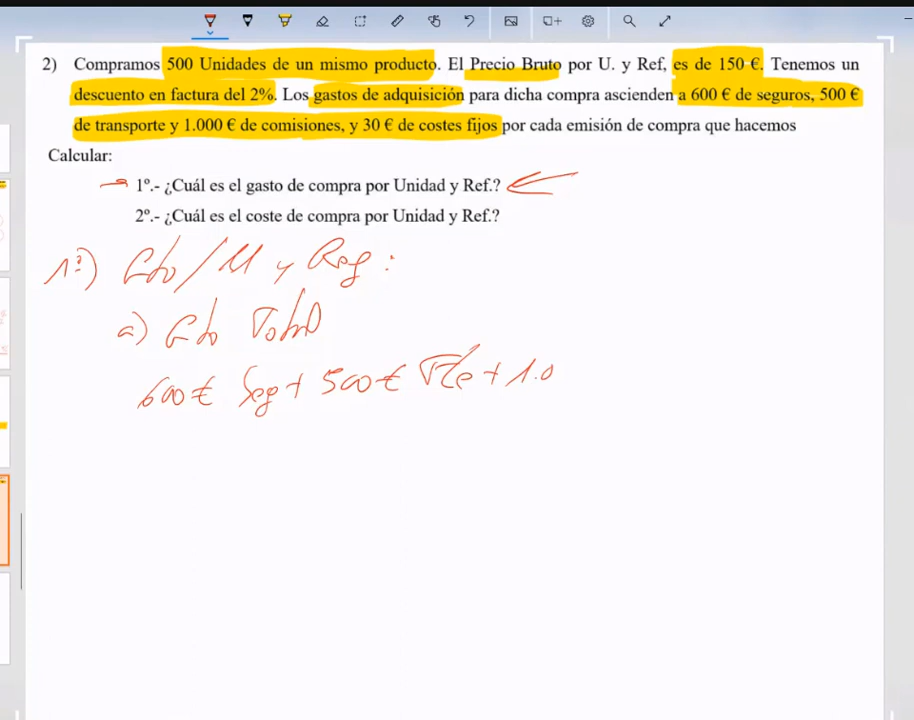 2) Compramos 500 Unidades de un mismo producto. El Precio Bruto por U. y Ref, es de 150 €. Tenemos un
descuento en factura del 2%. Los gastos de adquisición para dicha compra ascienden a 600 € de seguros, 500 €
de transporte y 1.000 € de comisiones, y 30 € de costes fijos por cada emisión de compra que hacemos
Calcular:
1º.- ¿Cuál es el gasto de compra por Unidad y Ref.?
2º.- ¿Cuál es el coste de compra por Unidad y Ref.?
1º) Gto/U y Ref:
a) Gto Total
600€ Seg + 500€ Tte + 1.0